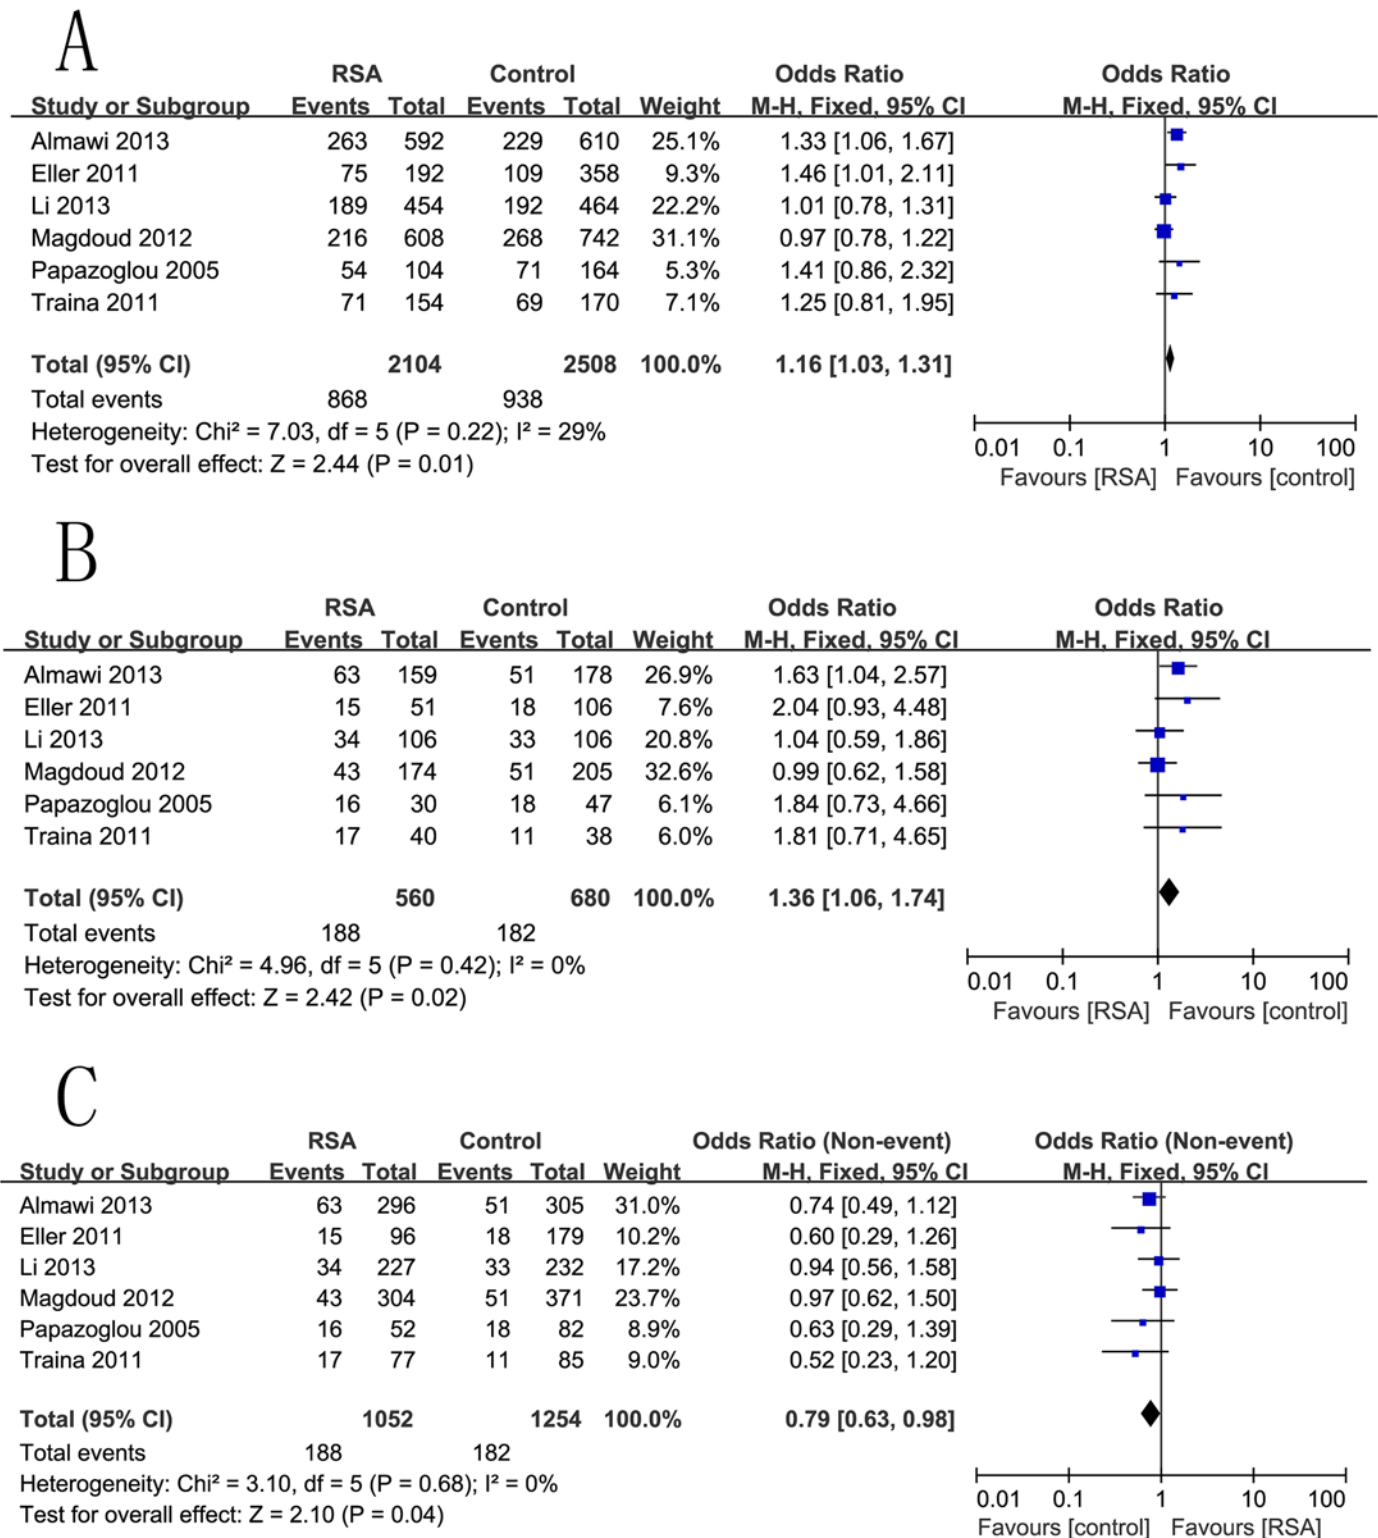 A
RSA Control Odds Ratio Odds Ratio
Study or Subgroup Events Total Events Total Weight M-H, Fixed, 95% CI M-H, Fixed, 95% CI
Almawi 2013 263 592 229 610 25.1% 1.33 [1.06, 1.67]
Eller 2011 75 192 109 358 9.3% 1.46 [1.01, 2.11]
Li 2013 189 454 192 464 22.2% 1.01 [0.78, 1.31]
Magdoud 2012 216 608 268 742 31.1% 0.97 [0.78, 1.22]
Papazoglou 2005 54 104 71 164 5.3% 1.41 [0.86, 2.32]
Traina 2011 71 154 69 170 7.1% 1.25 [0.81, 1.95]
Total (95% CI) 2104 2508 100.0% 1.16 [1.03, 1.31]
Total events 868 938
Heterogeneity: Chi² = 7.03, df = 5 (P = 0.22); I² = 29%
Test for overall effect: Z = 2.44 (P = 0.01)
0.01 0.1 1 10 100
Favours [RSA] Favours [control]
B
RSA Control Odds Ratio Odds Ratio
Study or Subgroup Events Total Events Total Weight M-H, Fixed, 95% CI M-H, Fixed, 95% CI
Almawi 2013 63 159 51 178 26.9% 1.63 [1.04, 2.57]
Eller 2011 15 51 18 106 7.6% 2.04 [0.93, 4.48]
Li 2013 34 106 33 106 20.8% 1.04 [0.59, 1.86]
Magdoud 2012 43 174 51 205 32.6% 0.99 [0.62, 1.58]
Papazoglou 2005 16 30 18 47 6.1% 1.84 [0.73, 4.66]
Traina 2011 17 40 11 38 6.0% 1.81 [0.71, 4.65]
Total (95% CI) 560 680 100.0% 1.36 [1.06, 1.74]
Total events 188 182
Heterogeneity: Chi² = 4.96, df = 5 (P = 0.42); I² = 0%
Test for overall effect: Z = 2.42 (P = 0.02)
0.01 0.1 1 10 100
Favours [RSA] Favours [control]
C
RSA Control Odds Ratio (Non-event) Odds Ratio (Non-event)
Study or Subgroup Events Total Events Total Weight M-H, Fixed, 95% CI M-H, Fixed, 95% CI
Almawi 2013 63 296 51 305 31.0% 0.74 [0.49, 1.12]
Eller 2011 15 96 18 179 10.2% 0.60 [0.29, 1.26]
Li 2013 34 227 33 232 17.2% 0.94 [0.56, 1.58]
Magdoud 2012 43 304 51 371 23.7% 0.97 [0.62, 1.50]
Papazoglou 2005 16 52 18 82 8.9% 0.63 [0.29, 1.39]
Traina 2011 17 77 11 85 9.0% 0.52 [0.23, 1.20]
Total (95% CI) 1052 1254 100.0% 0.79 [0.63, 0.98]
Total events 188 182
Heterogeneity: Chi² = 3.10, df = 5 (P = 0.68); I² = 0%
Test for overall effect: Z = 2.10 (P = 0.04)
0.01 0.1 1 10 100
Favours [control] Favours [RSA]